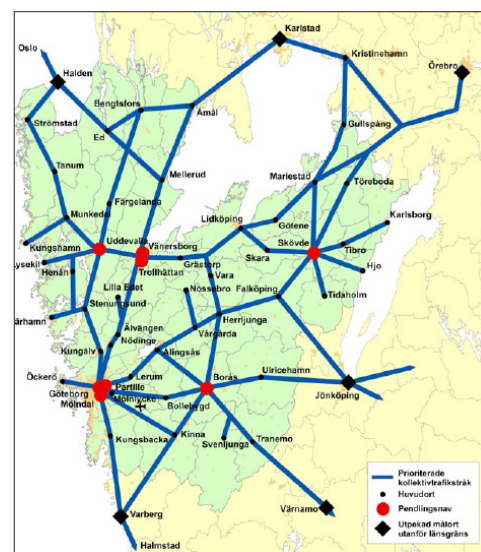 Karlstad
Oslo
Kristinehamn
Halden
Örebro
Bengtsfors
Åmål
Strömstad
Ed
Gullspång
Tanum
Mellerud
Mariestad
Töreboda
Färgelanda
Munkedal
Lidköping
Karlsborg
Götene
Kungshamn
Uddevalla
Vänersborg
Skövde
Lysekil
Grästorp
Skara
Tibro
Henån
Trollhättan
Vara
Hjo
Lilla Edet
Nossebro
Falköping
Stenungsund
Tidaholm
Herrljunga
Älvängen
Vårgårda
Nödinge
Kungälv
Alingsås
Öckerö
Lerum
Borås
Ulricehamn
Partille
Göteborg
Mölnlycke
Jönköping
Mölndal
Bollebygd
Kungsbacka
Kinna
Svenljunga
Tranemo
Varberg
Värnamo
Halmstad
Prioriterade
kollektivtrafikstråk
Huvudort
Pendlingsnav
Utpekad målort
utanför länsgräns